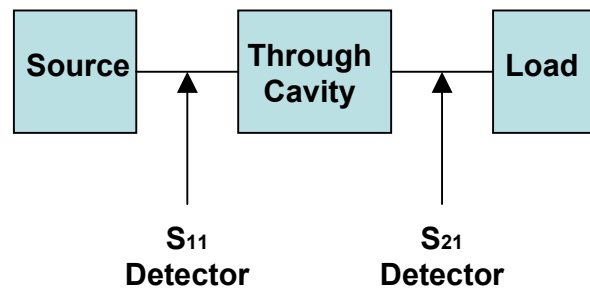 Source
Through
Cavity
Load
S11
Detector
S21
Detector